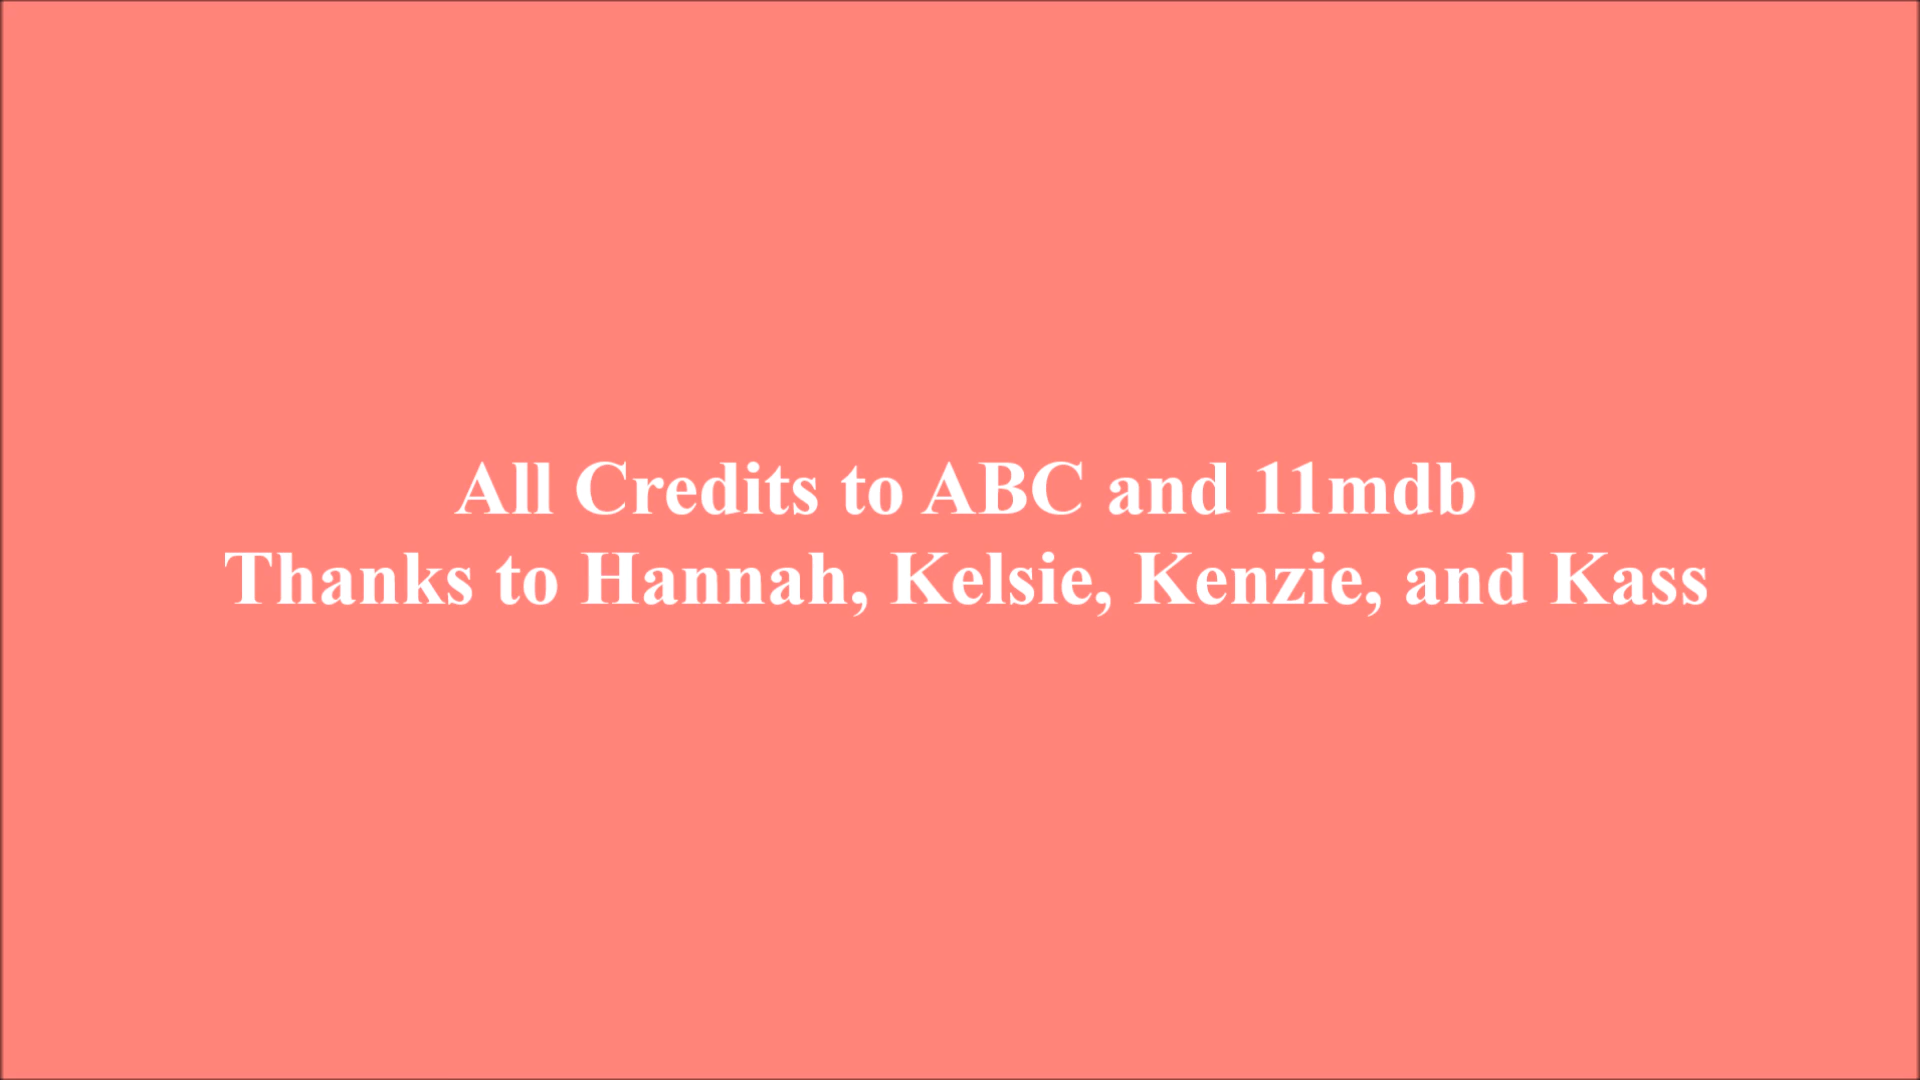 All Credits to ABC and 11mdb
Thanks to Hannah, Kelsie, Kenzie, and Kass